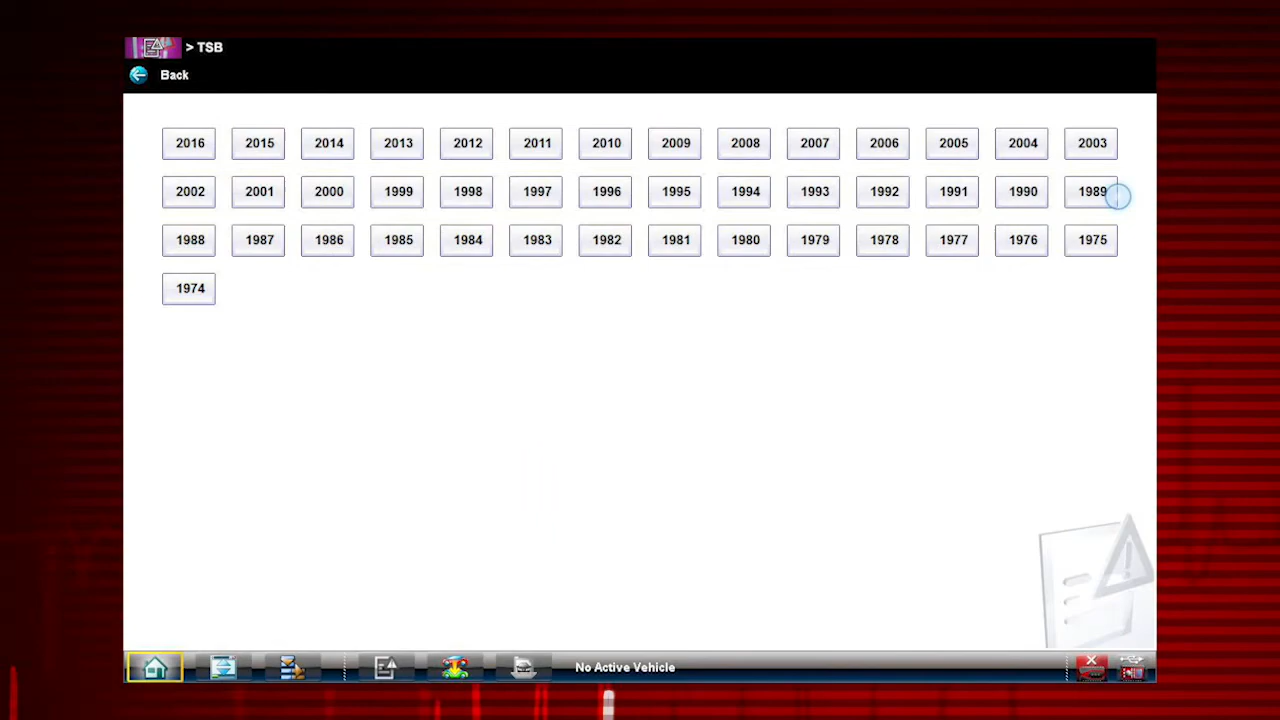 > TSB
Back
2016 2015 2014 2013 2012 2011 2010 2009 2008 2007 2006 2005 2004 2003
2002 2001 2000 1999 1998 1997 1996 1995 1994 1993 1992 1991 1990 1989
1988 1987 1986 1985 1984 1983 1982 1981 1980 1979 1978 1977 1976 1975
1974
No Active Vehicle